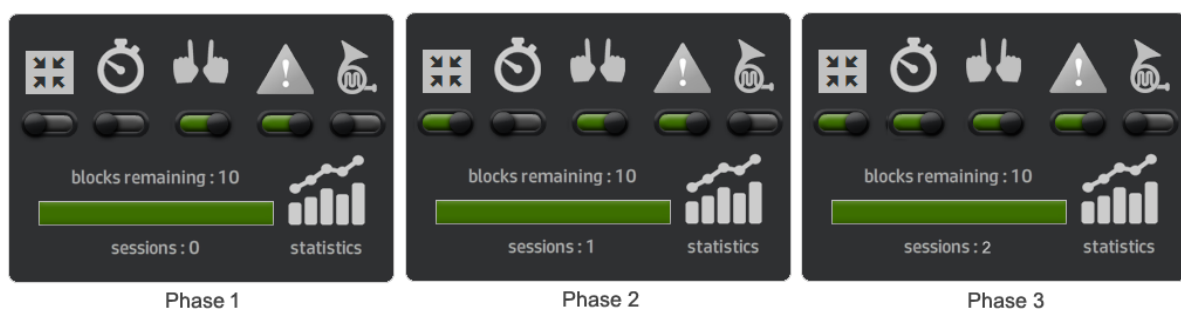 blocks remaining : 10
sessions : 0
statistics
Phase 1
blocks remaining : 10
sessions : 1
statistics
Phase 2
blocks remaining : 10
sessions : 2
statistics
Phase 3